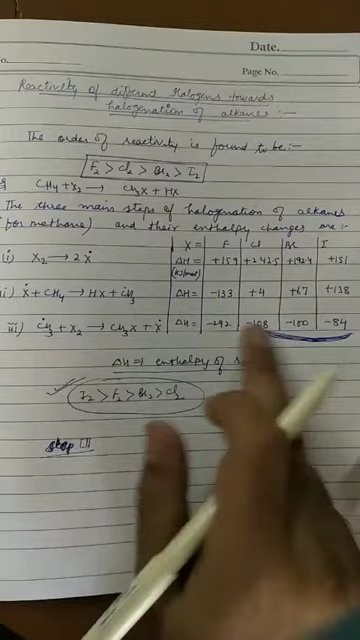 Date.
o.
Page No.
Reactivity of different Halogens towards
halogenation of alkanes :-
The order of reactivity is found to be:-
F₂ > Cl₂ > Br₂ > I₂
CH₄ + X₂ → CH₃X + HX
The three main steps of halogenation of alkanes
for methane) and their enthalpy changes are:-
X = F Cl Br I
(i) X₂ → 2Ẋ ΔH = +159 +242.5 +192.4 +151
(KJ/mol)
ii) Ẋ + CH₄ → HX + ĊH₃ ΔH = -133 +4 +67 +138
iii) ĊH₃ + X₂ → CH₃X + Ẋ ΔH = -292 -108 -100 -84
ΔH ⇒ enthalpy of
I₂ > F₂ > Br₂ > Cl₂
step